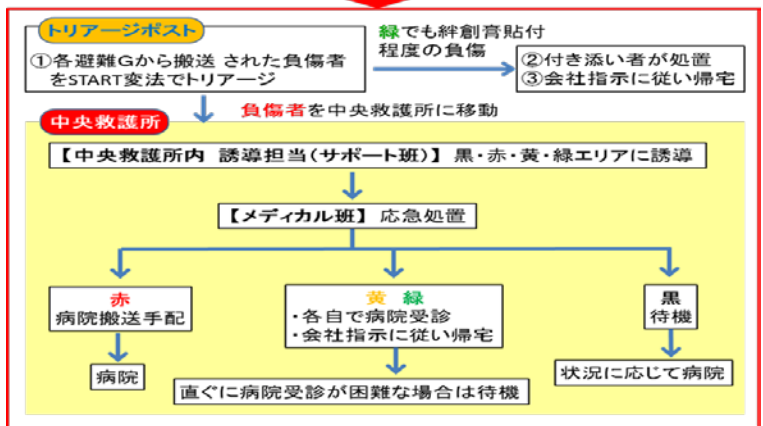 トリアージポスト
①各避難Gから搬送 された負傷者
をSTART変法でトリアージ
緑でも絆創膏貼付
程度の負傷
②付き添い者が処置
③会社指示に従い帰宅
負傷者を中央救護所に移動
中央救護所
【中央救護所内 誘導担当(サポート班)】 黒・赤・黄・緑エリアに誘導
【メディカル班】 応急処置
赤
病院搬送手配
病院
黄 緑
・各自で病院受診
・会社指示に従い帰宅
直ぐに病院受診が困難な場合は待機
黒
待機
状況に応じて病院